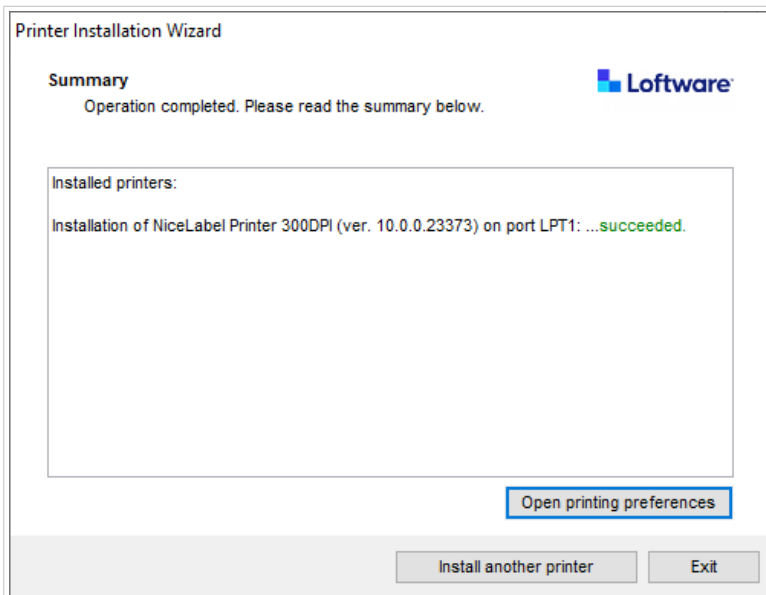 Printer Installation Wizard
Summary
Loftware
Operation completed. Please read the summary below.
Installed printers:
Installation of NiceLabel Printer 300DPI (ver. 10.0.0.23373) on port LPT1: ...succeeded.
Open printing preferences
Install another printer
Exit